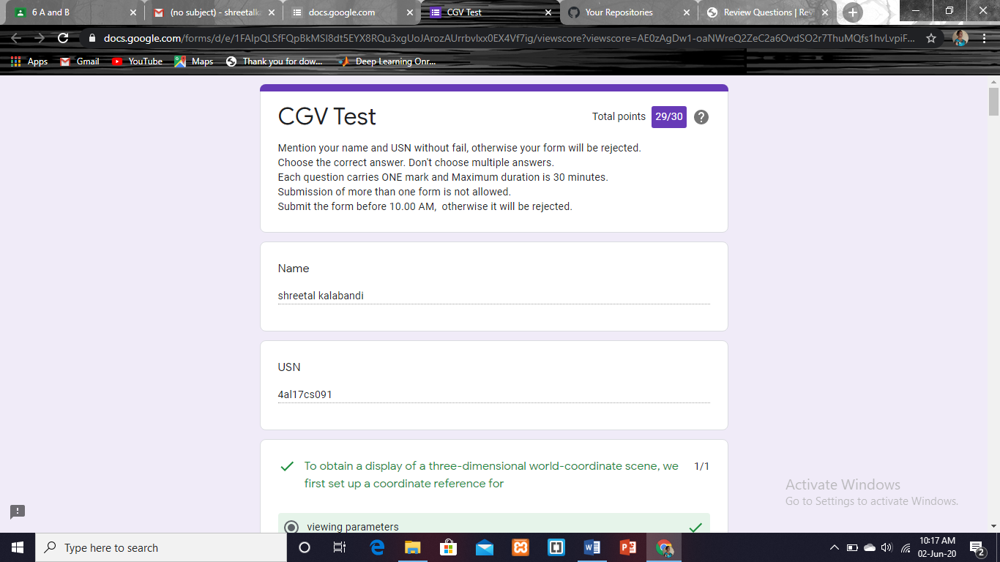 6 A and B
(no subject) - shreetalk
docs.google.com
CGV Test
Your Repositories
Review Questions | Rev
docs.google.com/forms/d/e/1FAIpQLSfFQpBkMSI8dt5EYX8RQu3xgUoJArozAUrrbvlxx0EX4Vf7ig/viewscore?viewscore=AE0zAgDw1-oaNWreQ2ZeC2a6OvdSO2r7ThuMQfs1hvLvpiF...
Apps
Gmail
YouTube
Maps
Thank you for dow...
Deep Learning Onr...
CGV Test
Total points 29/30
Mention your name and USN without fail, otherwise your form will be rejected.
Choose the correct answer. Don't choose multiple answers.
Each question carries ONE mark and Maximum duration is 30 minutes.
Submission of more than one form is not allowed.
Submit the form before 10.00 AM,  otherwise it will be rejected.
Name
shreetal kalabandi
USN
4al17cs091
To obtain a display of a three-dimensional world-coordinate scene, we 1/1
first set up a coordinate reference for
viewing parameters
Activate Windows
Go to Settings to activate Windows.
Type here to search
10:17 AM
02-Jun-20
2